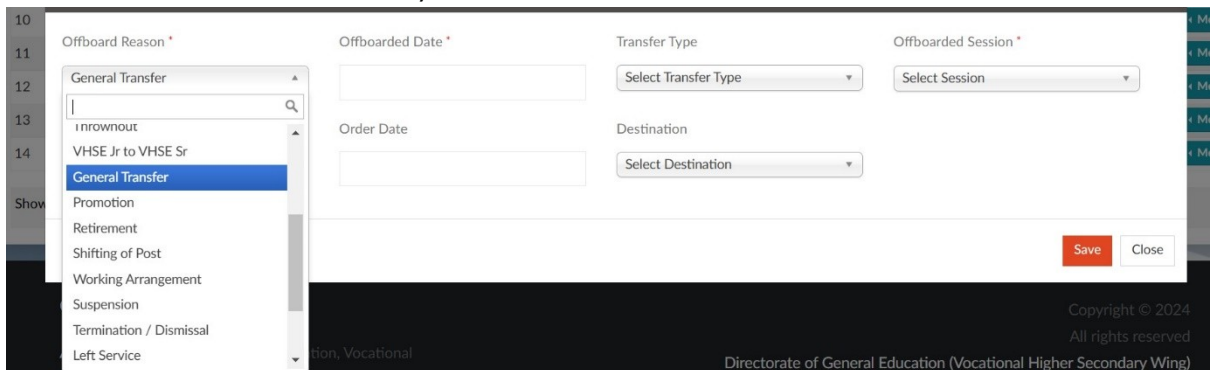 10
11
12
13
14
Offboard Reason *
General Transfer
Thrownout
VHSE Jr to VHSE Sr
General Transfer
Promotion
Retirement
Shifting of Post
Working Arrangement
Suspension
Termination / Dismissal
Left Service
Offboarded Date *
Order Date
Transfer Type
Select Transfer Type
Destination
Select Destination
Offboarded Session *
Select Session
Save
Close
Show
tion, Vocational
Copyright © 2024
All rights reserved
Directorate of General Education (Vocational Higher Secondary Wing)